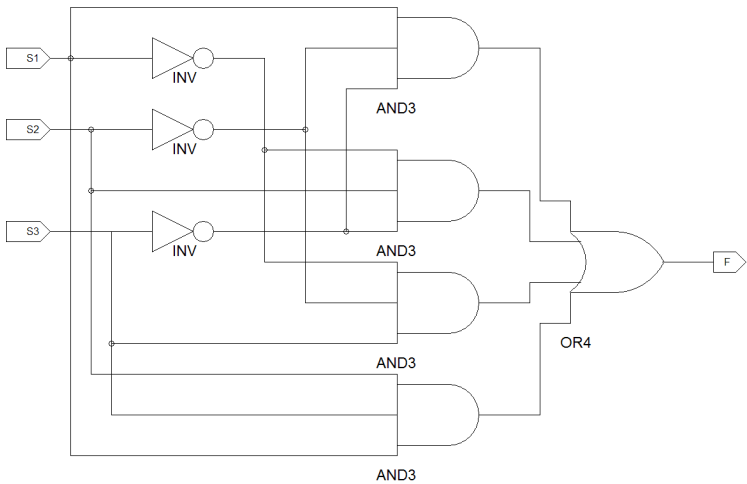 S1
INV
AND3
S2
INV
S3
INV
AND3
F
OR4
AND3
AND3